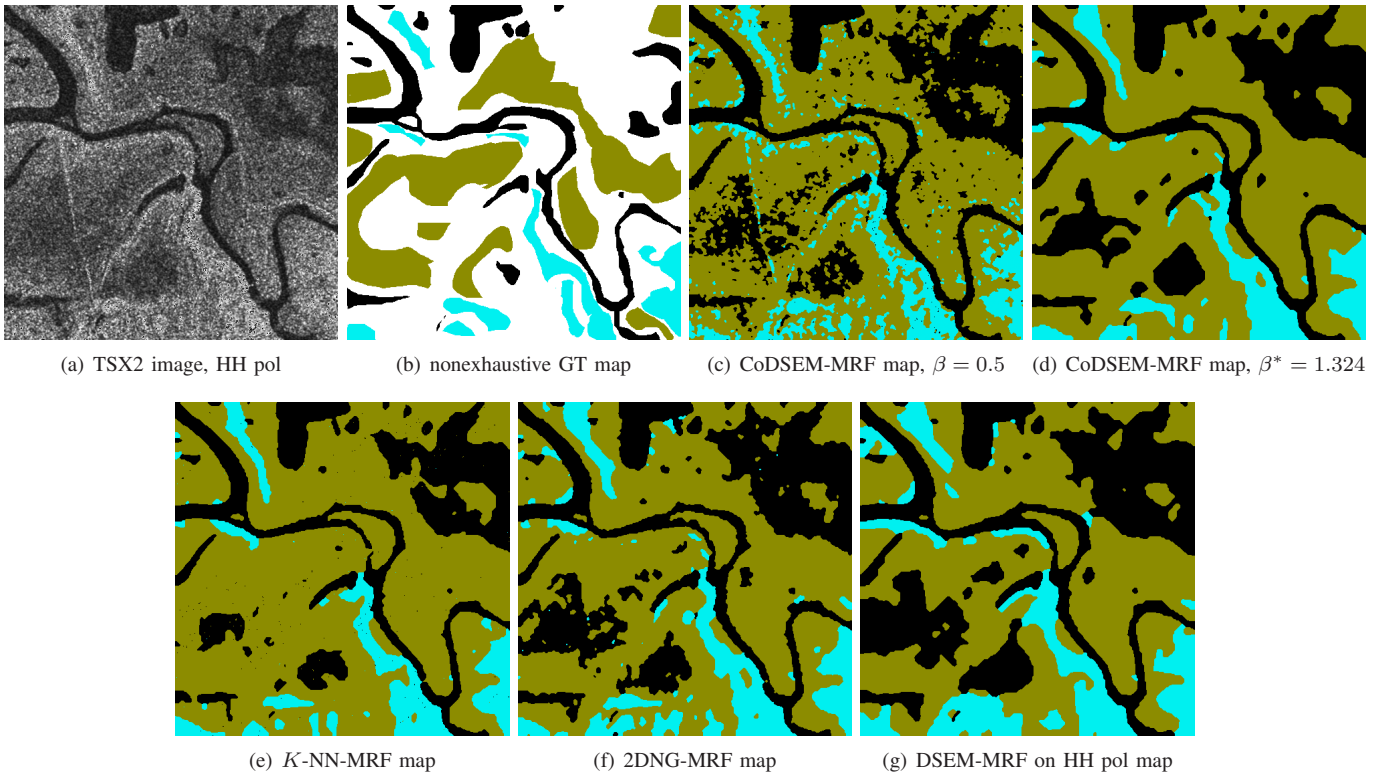 (a) TSX2 image, HH pol
(b) nonexhaustive GT map
(c) CoDSEM-MRF map, β = 0.5
(d) CoDSEM-MRF map, β* = 1.324
(e) K-NN-MRF map
(f) 2DNG-MRF map
(g) DSEM-MRF on HH pol map